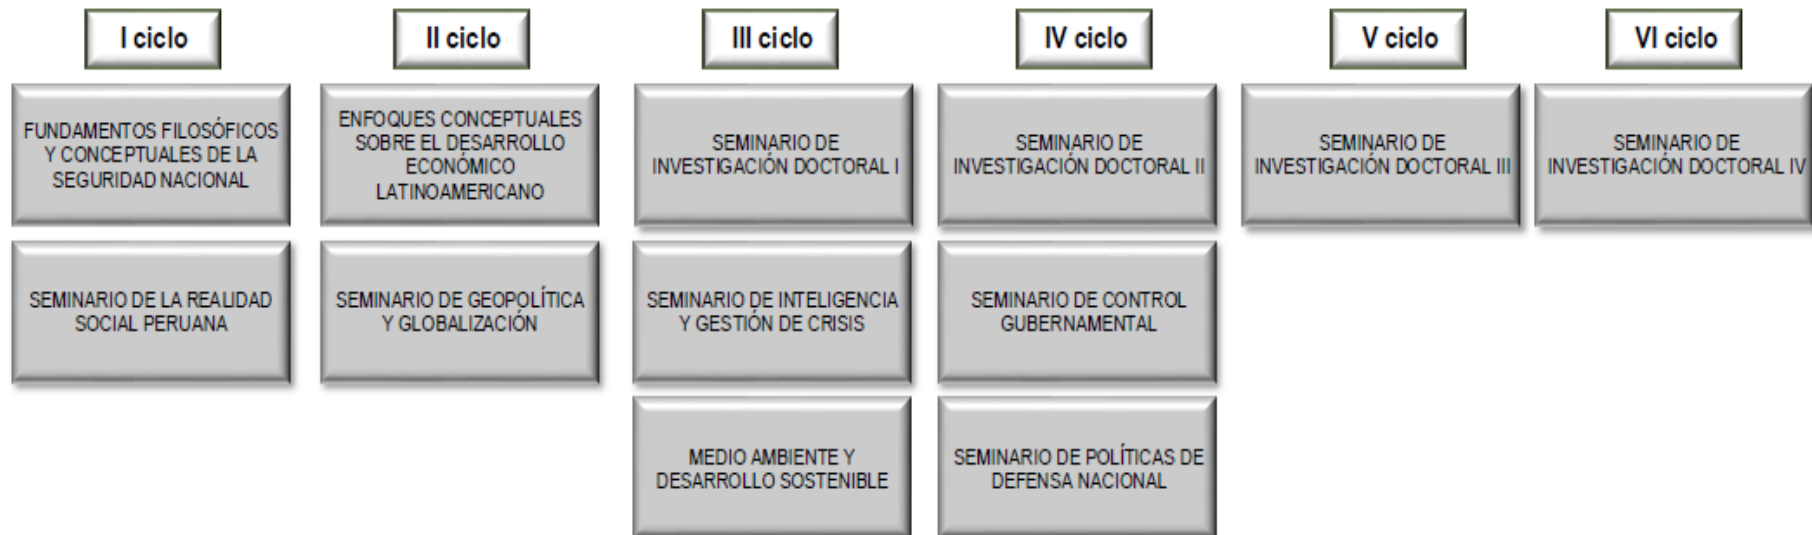 I ciclo
II ciclo
III ciclo
IV ciclo
V ciclo
VI ciclo
FUNDAMENTOS FILOSÓFICOS
Y CONCEPTUALES DE LA
SEGURIDAD NACIONAL
ENFOQUES CONCEPTUALES
SOBRE EL DESARROLLO
ECONÓMICO
LATINOAMERICANO
SEMINARIO DE
INVESTIGACIÓN DOCTORAL I
SEMINARIO DE
INVESTIGACIÓN DOCTORAL II
SEMINARIO DE
INVESTIGACIÓN DOCTORAL III
SEMINARIO DE
INVESTIGACIÓN DOCTORAL IV
SEMINARIO DE LA REALIDAD
SOCIAL PERUANA
SEMINARIO DE GEOPOLÍTICA
Y GLOBALIZACIÓN
SEMINARIO DE INTELIGENCIA
Y GESTIÓN DE CRISIS
SEMINARIO DE CONTROL
GUBERNAMENTAL
MEDIO AMBIENTE Y
DESARROLLO SOSTENIBLE
SEMINARIO DE POLÍTICAS DE
DEFENSA NACIONAL